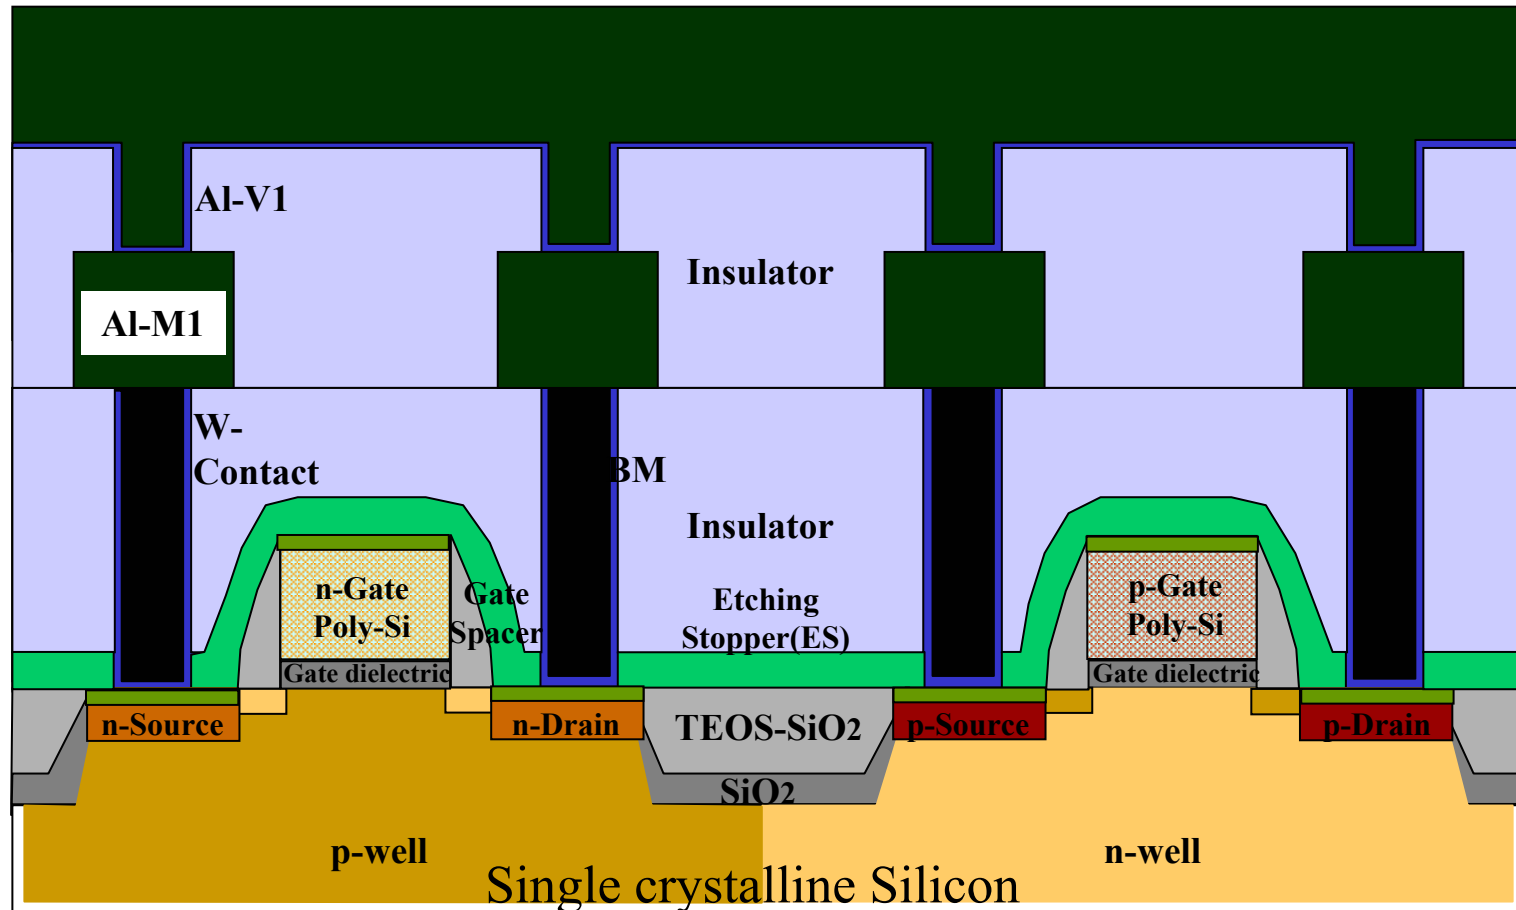 Al-V1
Insulator
Al-M1
W-
Contact
BM
Insulator
n-Gate
Poly-Si
Gate
Spacer
Etching
Stopper(ES)
p-Gate
Poly-Si
Gate dielectric
Gate dielectric
n-Source
n-Drain
TEOS-SiO2
p-Source
p-Drain
SiO2
p-well
n-well
Single crystalline Silicon